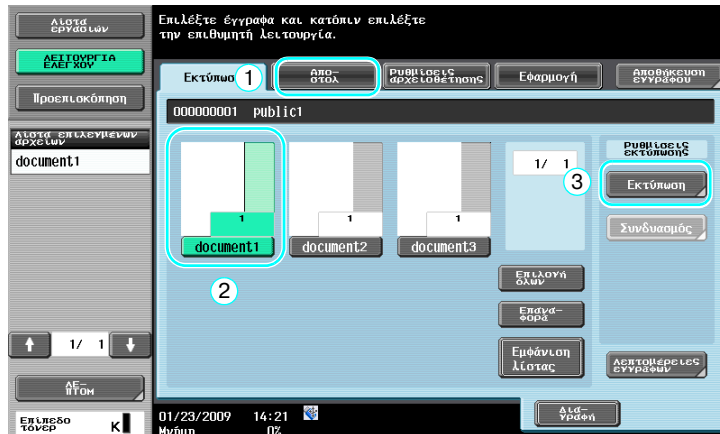 Λίστα
εργασιών
Επιλέξτε έγγραφα και κατόπιν επιλέξτε
την επιθυμητή λειτουργία.
ΛΕΙΤΟΥΡΓΙΑ
ΕΛΕΓΧΟΥ
Προεπισκόπηση
Εκτύπωσ
1
Απο-
στολ
Ρυθμίσεις
αρχειοθέτησης
Εφαρμογή
Αποθήκευση
εγγράφου
000000001 public1
Λίστα επιλεγμένων
αρχείων
document1
1
document1
1
document2
1
document3
2
1/ 1
3
Ρυθμίσεις
εκτύπωσης
Εκτύπωση
Συνδυασμός
Επιλογή
όλων
Επανα-
φορά
Εμφάνιση
λίστας
Λεπτομέρειες
εγγράφων
1/ 1
ΛΕ-
ΠΤΟΜ
Δια-
γραφή
Επίπεδο
τόνερ
K
01/23/2009 14:21
Μνήμη 0%